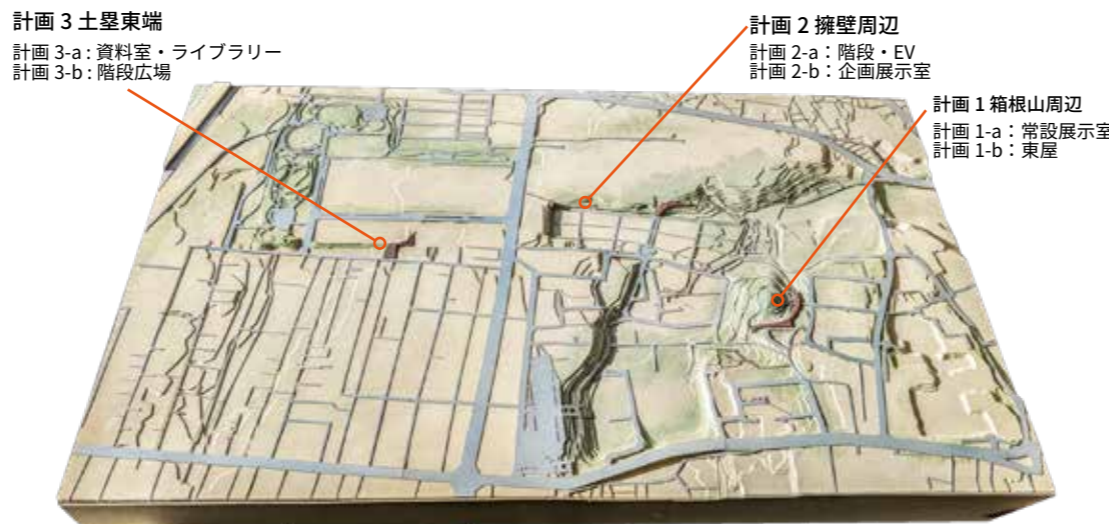 計画 3 土塁東端
計画 3-a : 資料室・ライブラリー
計画 3-b : 階段広場
計画 2 擁壁周辺
計画 2-a：階段・EV
計画 2-b：企画展示室
計画 1 箱根山周辺
計画 1-a：常設展示室
計画 1-b：東屋